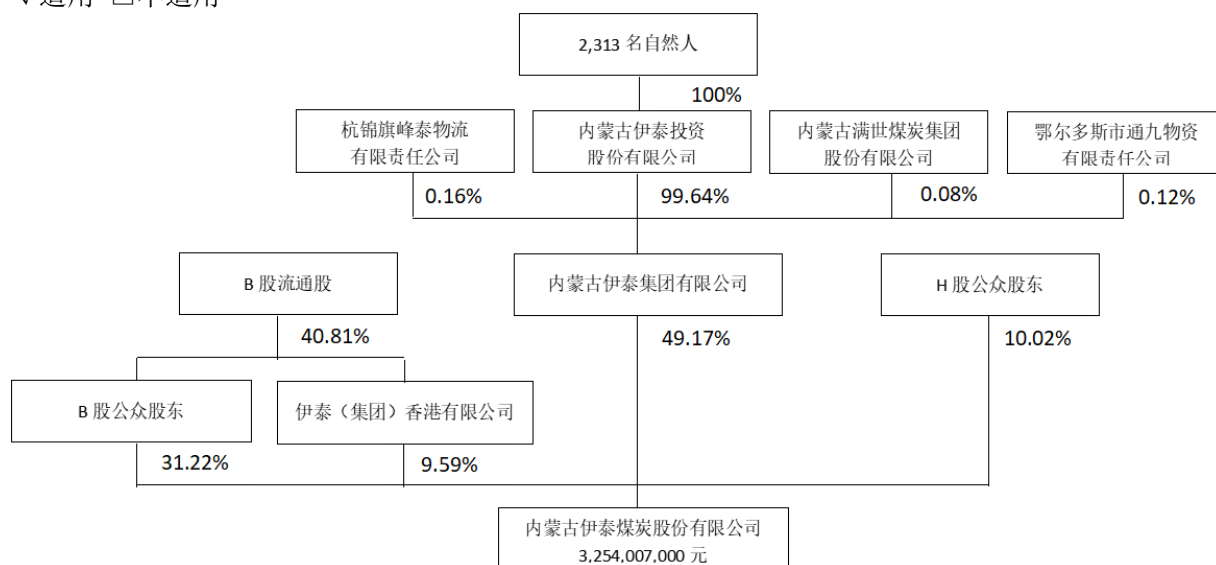 2,313 名自然人
100%
杭锦旗峰泰物流
有限责任公司
内蒙古伊泰投资
股份有限公司
内蒙古满世煤炭集团
股份有限公司
鄂尔多斯市通九物资
有限责任公司
0.16%
99.64%
0.08%
0.12%
B 股流通股
内蒙古伊泰集团有限公司
H 股公众股东
40.81%
49.17%
10.02%
B 股公众股东
伊泰（集团）香港有限公司
31.22%
9.59%
内蒙古伊泰煤炭股份有限公司
3,254,007,000 元